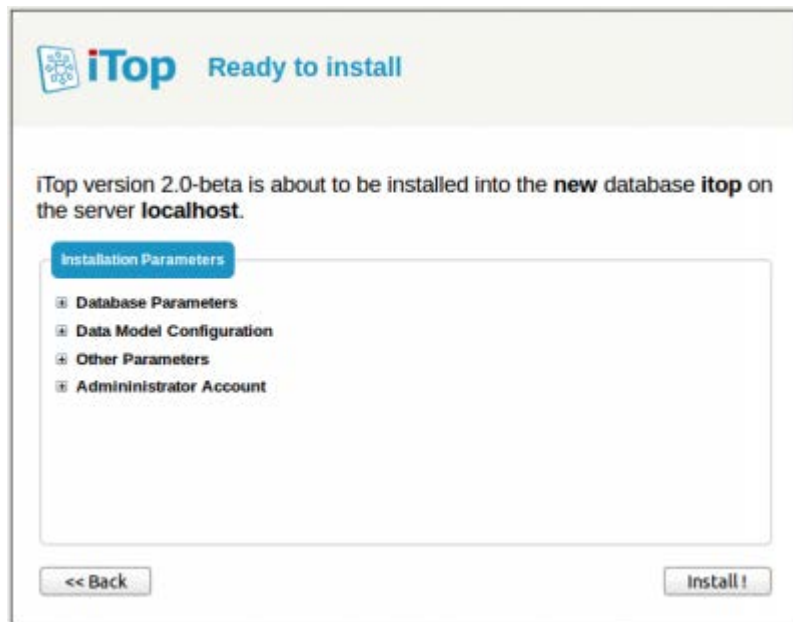 iTop Ready to install
iTop version 2.0-beta is about to be installed into the new database itop on
the server localhost.
Installation Parameters
Database Parameters
Data Model Configuration
Other Parameters
Admininistrator Account
<< Back
Install !